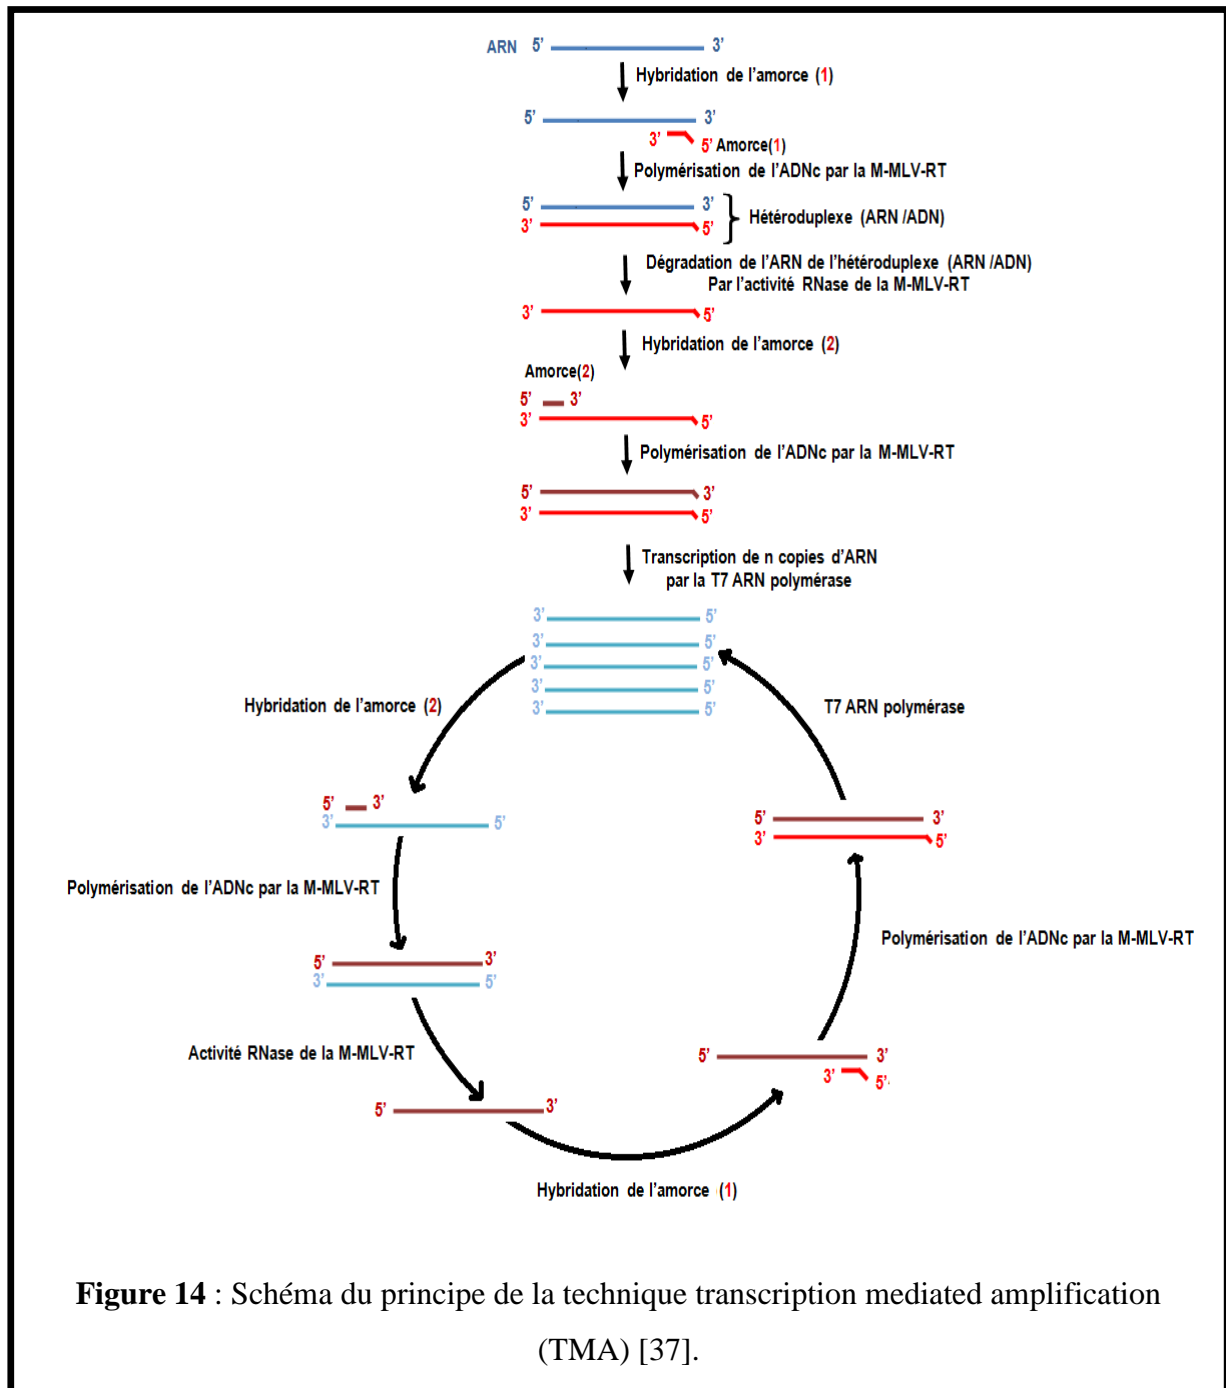 ARN 5’ 3’
Hybridation de l’amorce (1)
5’ 3’
3’ 5’ Amorce(1)
Polymérisation de l’ADNc par la M-MLV-RT
5’ 3’
Hétéroduplexe (ARN /ADN)
3’ 5’
Dégradation de l’ARN de l’hétéroduplexe (ARN /ADN)
Par l’activité RNase de la M-MLV-RT
3’ 5’
Hybridation de l’amorce (2)
Amorce(2)
5’ 3’
3’ 5’
Polymérisation de l’ADNc par la M-MLV-RT
5’ 3’
3’ 5’
Transcription de n copies d’ARN
par la T7 ARN polymérase
3’ 5’
3’ 5’
3’ 5’
3’ 5’
3’ 5’
Hybridation de l’amorce (2)
5’ 3’
3’ 5’
Polymérisation de l’ADNc par la M-MLV-RT
5’ 3’
3’ 5’
Activité RNase de la M-MLV-RT
5’ 3’
Hybridation de l’amorce (1)
5’ 3’
3’ 5’
Polymérisation de l’ADNc par la M-MLV-RT
5’ 3’
3’ 5’
T7 ARN polymérase
Figure 14 : Schéma du principe de la technique transcription mediated amplification
(TMA) [37].